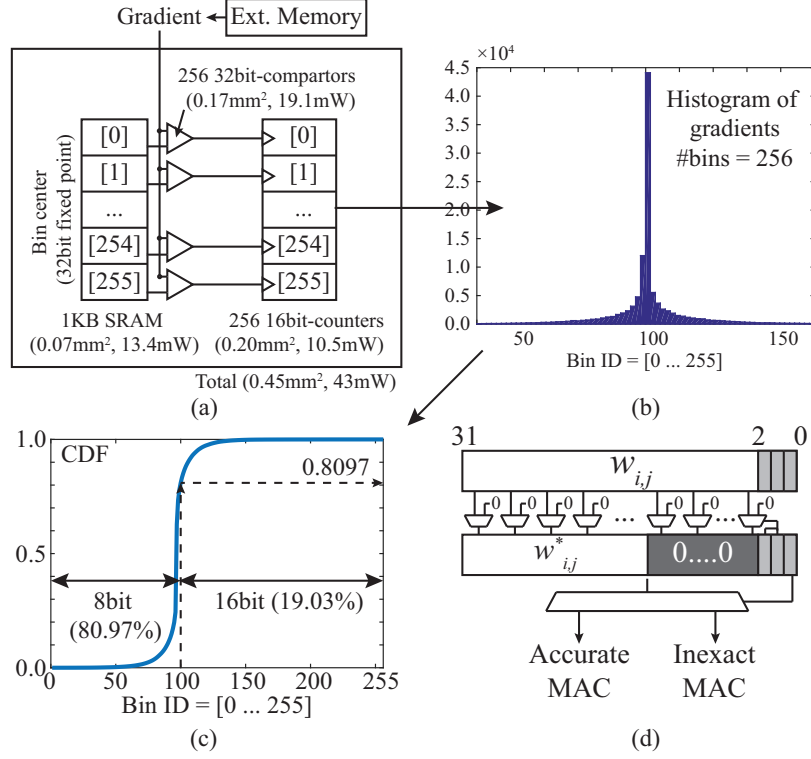 Gradient
Ext. Memory
256 32bit-compartors
(0.17mm², 19.1mW)
Bin center
(32bit fixed point)
[0]
[1]
...
[254]
[255]
[0]
[1]
...
[254]
[255]
1KB SRAM
(0.07mm², 13.4mW)
256 16bit-counters
(0.20mm², 10.5mW)
Total (0.45mm², 43mW)
(a)
×10⁴
4.5
4.0
3.5
3.0
2.5
2.0
1.5
1.0
0.5
0.0
Histogram of
gradients
#bins = 256
50 100 150
Bin ID = [0 ... 255]
(b)
CDF
1.0
0.5
0.0
0.8097
8bit
(80.97%)
16bit (19.03%)
0 50 100 150 200 255
Bin ID = [0 ... 255]
(c)
31 2 0
w i,j
0 0 0 0 ... 0 0 ... 0
w* i,j
0....0
Accurate
MAC
Inexact
MAC
(d)